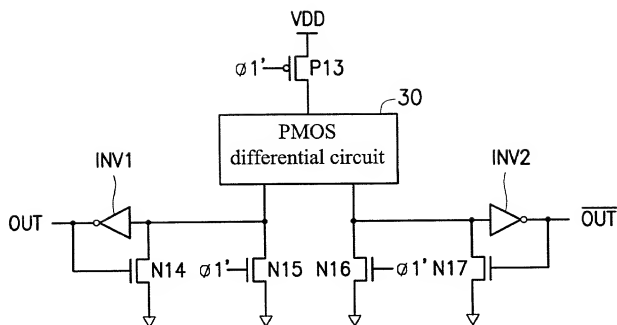 VDD
ø1' P13
30
PMOS
differential circuit
INV1 INV2
OUT OUT
N14 ø1' N15 N16 ø1' N17